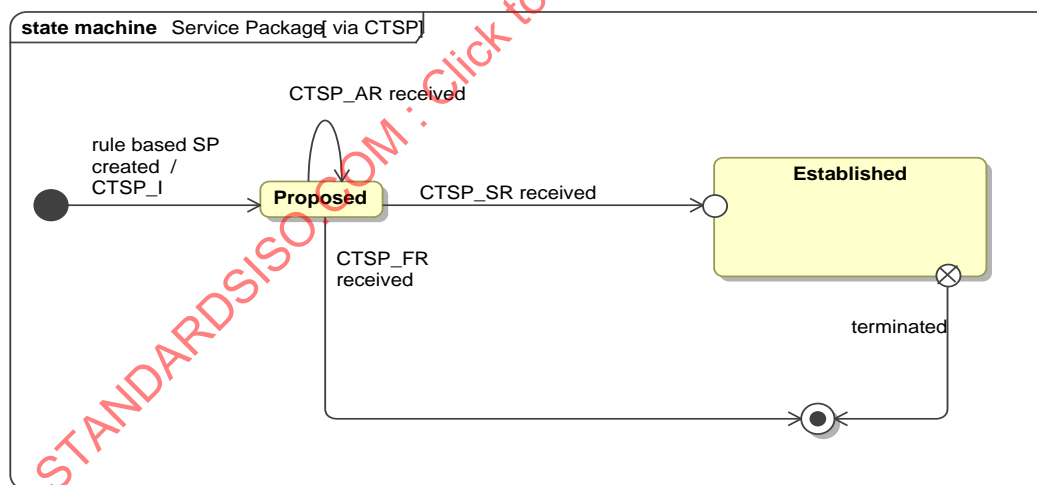 state machine Service Package[ via CTSP]
CTSP_AR received
rule based SP
created /
CTSP_I
Proposed
CTSP_SR received
Established
CTSP_FR
received
terminated
STANDARDSISO.COM : Click to